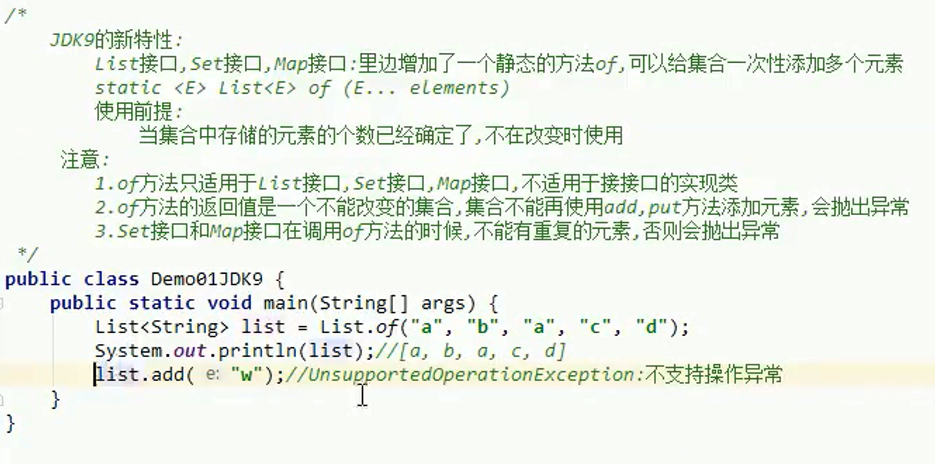 /*
JDK9的新特性:
List接口,Set接口,Map接口:里边增加了一个静态的方法of,可以给集合一次性添加多个元素
static <E> List<E> of (E... elements)
使用前提:
当集合中存储的元素的个数已经确定了,不在改变时使用
注意:
1.of方法只适用于List接口,Set接口,Map接口,不适用于接接口的实现类
2.of方法的返回值是一个不能改变的集合,集合不能再使用add,put方法添加元素,会抛出异常
3.Set接口和Map接口在调用of方法的时候,不能有重复的元素,否则会抛出异常
*/
public class Demo01JDK9 {
public static void main(String[] args) {
List<String> list = List.of("a", "b", "a", "c", "d");
System.out.println(list);//[a, b, a, c, d]
list.add( e: "w");//UnsupportedOperationException:不支持操作异常
}
}